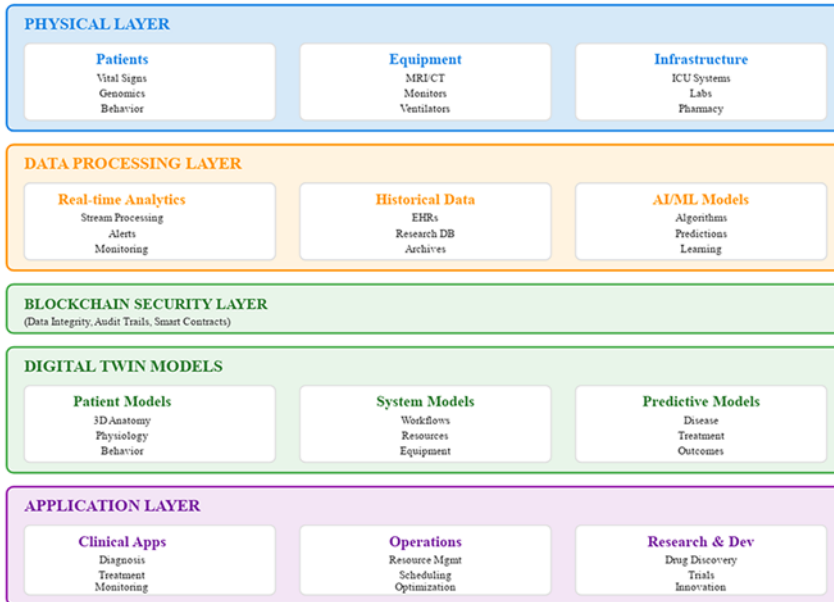 PHYSICAL LAYER
Patients
Vital Signs
Genomics
Behavior
Equipment
MRI/CT
Monitors
Ventilators
Infrastructure
ICU Systems
Labs
Pharmacy
DATA PROCESSING LAYER
Real-time Analytics
Stream Processing
Alerts
Monitoring
Historical Data
EHRs
Research DB
Archives
AI/ML Models
Algorithms
Predictions
Learning
BLOCKCHAIN SECURITY LAYER
(Data Integrity, Audit Trails, Smart Contracts)
DIGITAL TWIN MODELS
Patient Models
3D Anatomy
Physiology
Behavior
System Models
Workflows
Resources
Equipment
Predictive Models
Disease
Treatment
Outcomes
APPLICATION LAYER
Clinical Apps
Diagnosis
Treatment
Monitoring
Operations
Resource Mgmt
Scheduling
Optimization
Research & Dev
Drug Discovery
Trials
Innovation